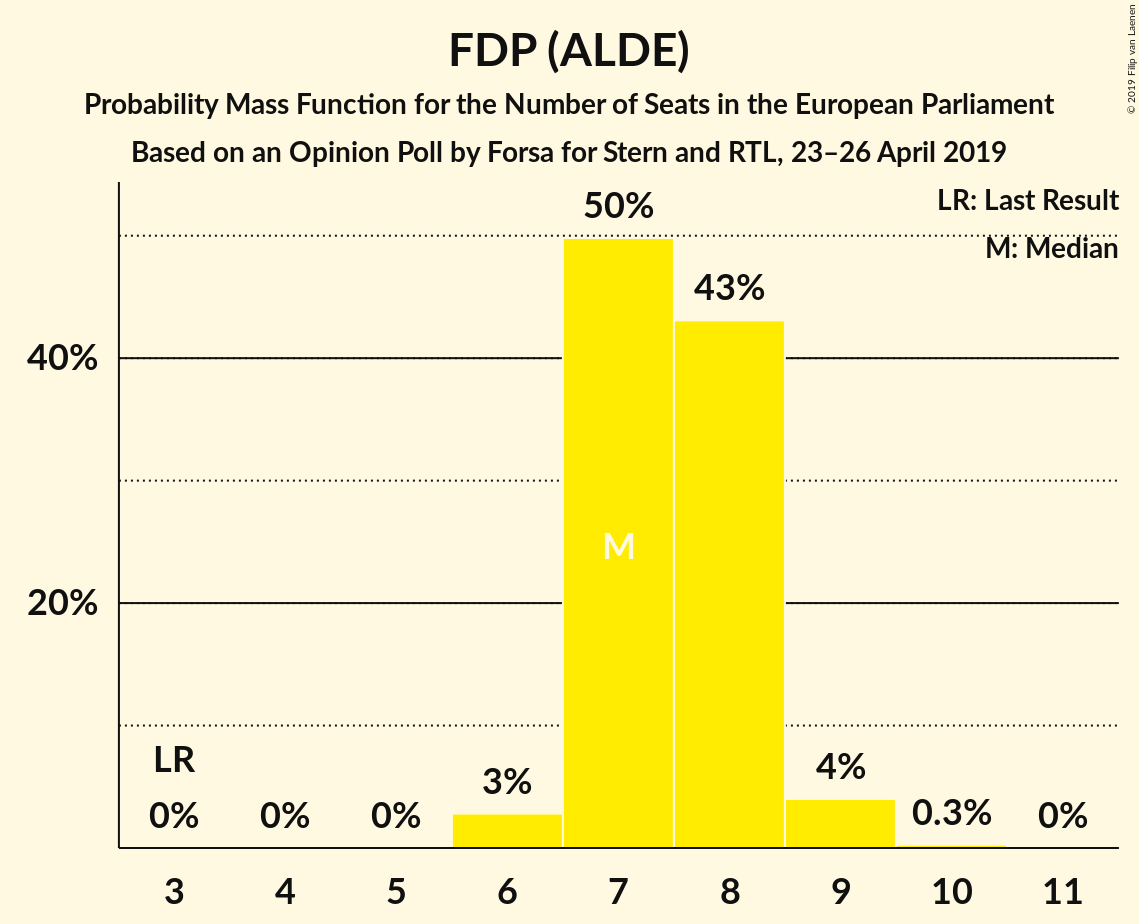 FDP (ALDE)
Probability Mass Function for the Number of Seats in the European Parliament
Based on an Opinion Poll by Forsa for Stern and RTL, 23–26 April 2019
© 2019 Filip van Laenen
LR: Last Result
M: Median
50%
43%
40%
M
20%
LR
0%
0%
0%
3%
4%
0.3%
0%
3 4 5 6 7 8 9 10 11